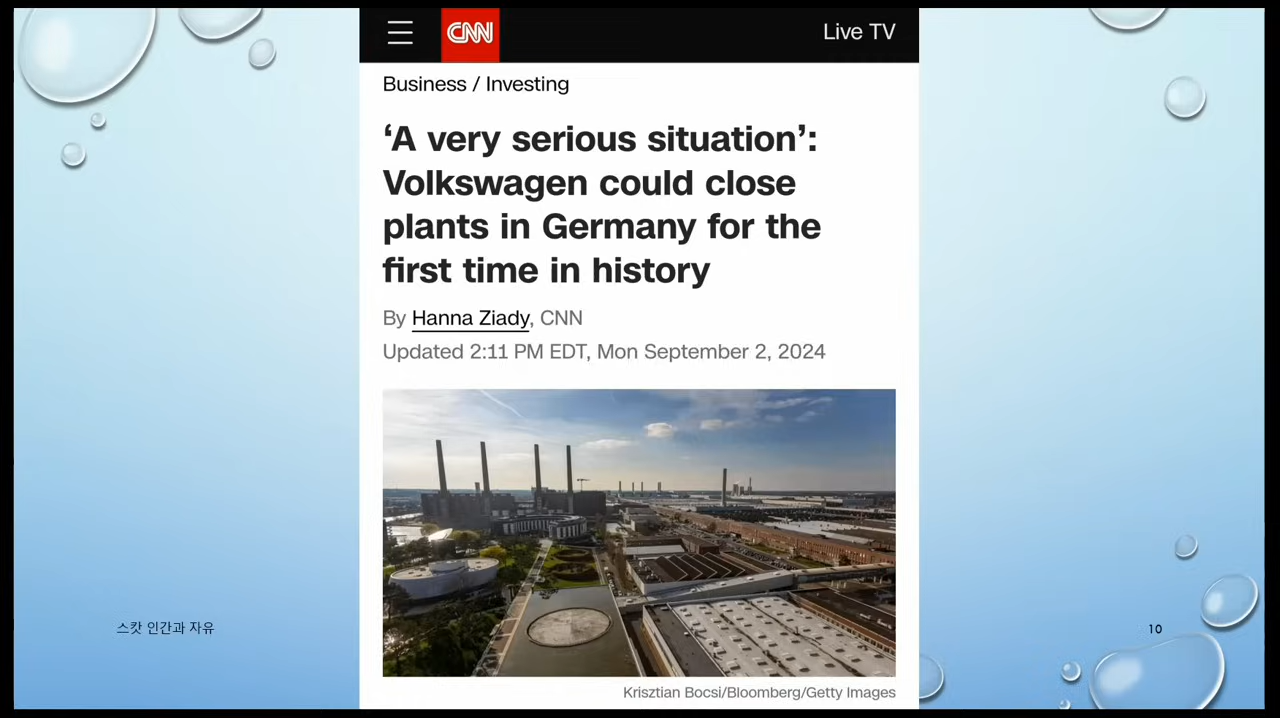 CNN
Live TV
Business / Investing
‘A very serious situation’:
Volkswagen could close
plants in Germany for the
first time in history
By Hanna Ziady, CNN
Updated 2:11 PM EDT, Mon September 2, 2024
Krisztian Bocsi/Bloomberg/Getty Images
스캇 인간과 자유
10